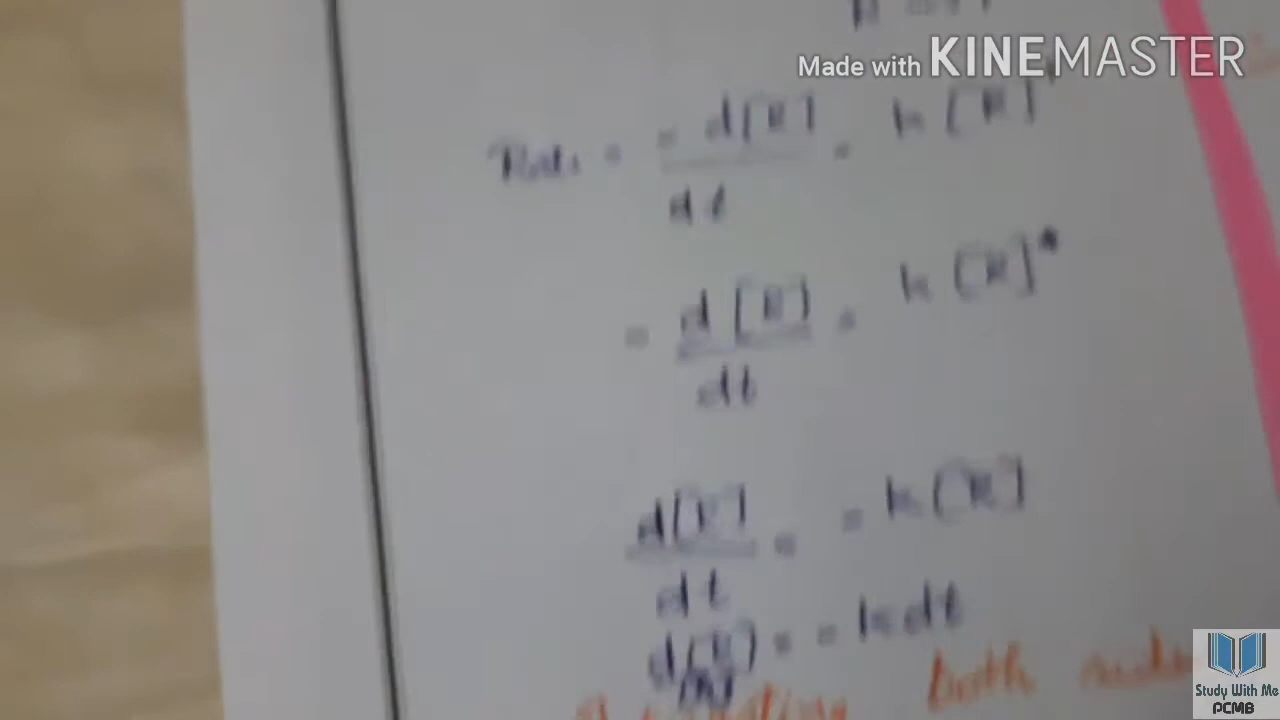 Made with KINEMASTER
Rate = - d[R] = k [R]
dt
- d [R] = k [R]
dt
d[R] = - k[R]
dt
d[R] = - k dt
[R]
both sides
Study With Me
PCMB